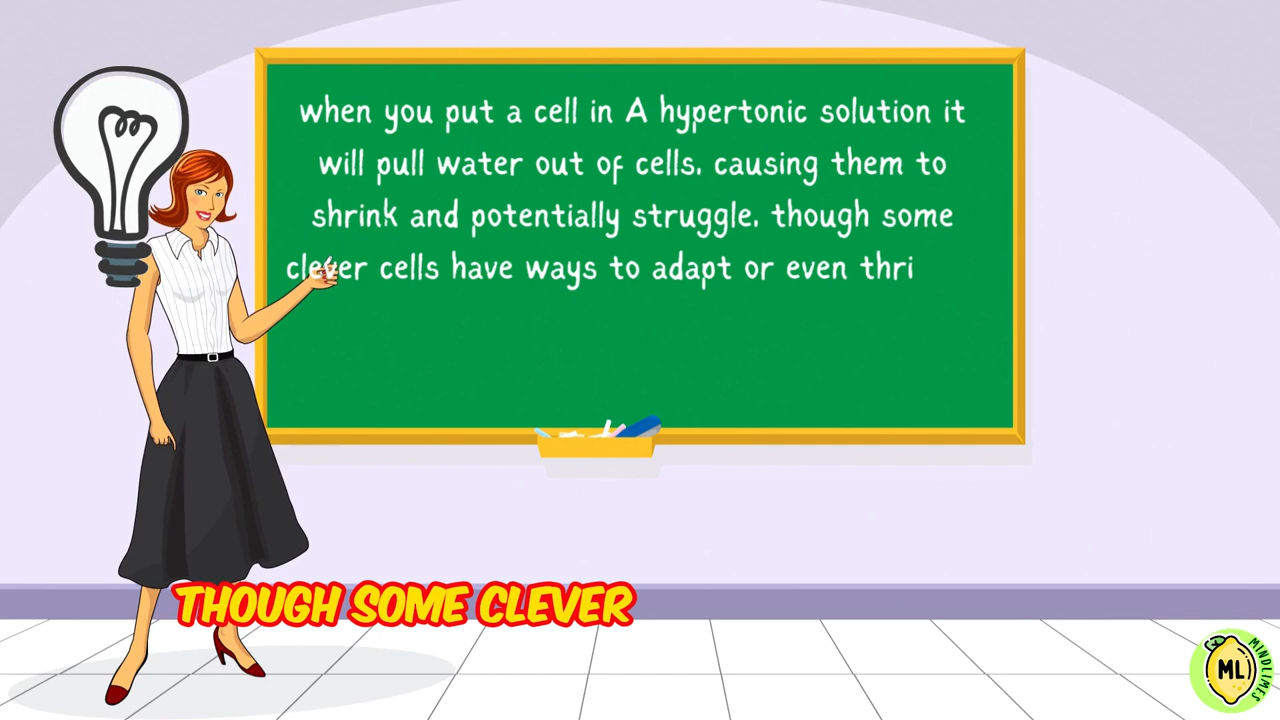 when you put a cell in A hypertonic solution it
will pull water out of cells. causing them to
shrink and potentially struggle. though some
clever cells have ways to adapt or even thri
THOUGH SOME CLEVER
ML
MINDLIMES